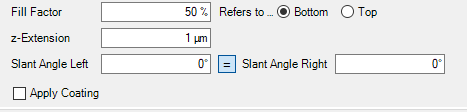 Fill Factor 50 % Refers to ... Bottom Top
z-Extension 1 µm
Slant Angle Left 0° = Slant Angle Right 0°
Apply Coating